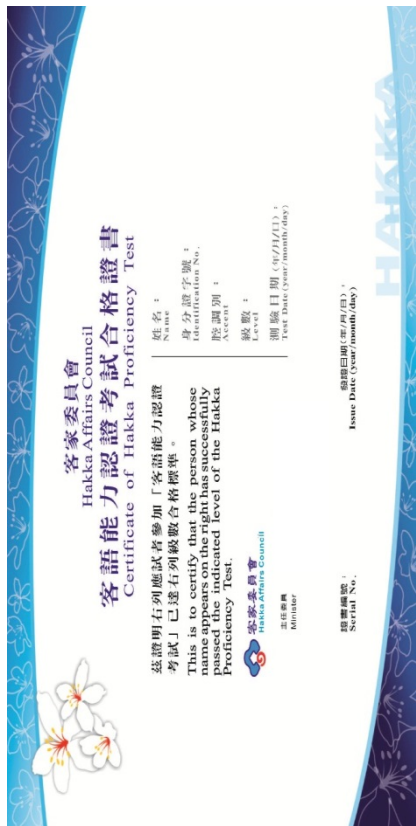 客家委員會
Hakka Affairs Council
客語能力認證考試合格證書
Certificate of Hakka Proficiency Test
茲證明右列應試者參加「客語能力認證
考試」已達右列級數合格標準。
This is to certify that the person whose
name appears on the right has successfully
passed the indicated level of the Hakka
Proficiency Test.
客家委員會
Hakka Affairs Council
主任委員
Minister
姓名：
Name
身分證字號：
Identification No.
腔調別：
Accent
級數：
Level
測驗日期（年/月/日）：
Test Date (year/month/day)
證書編號：
Serial No.
發證日期（年/月/日）：
Issue Date (year/month/day)
HAKKA